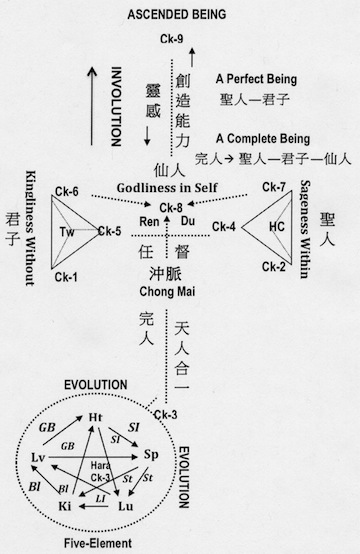 ASCENDED BEING
Ck-9
INVOLUTION
靈感
創造能力
A Perfect Being
聖人—君子
A Complete Being
完人→聖人—君子—仙人
仙人
Godliness in Self
Kingliness Without
君子
Ck-6
Tw
Ck-5
Ck-1
Ck-8
Ren
Du
Ck-7
Ck-4
HC
Ck-2
Sageness Within
聖人
任
督
沖脈
Chong Mai
完人
天人合一
EVOLUTION
Ck-3
GB
Ht
SI
GB
SI
Lv
Sp
Hara
Ck-3
St
St
Bl
Bl
Ki
LI
Lu
EVOLUTION
Five-Element